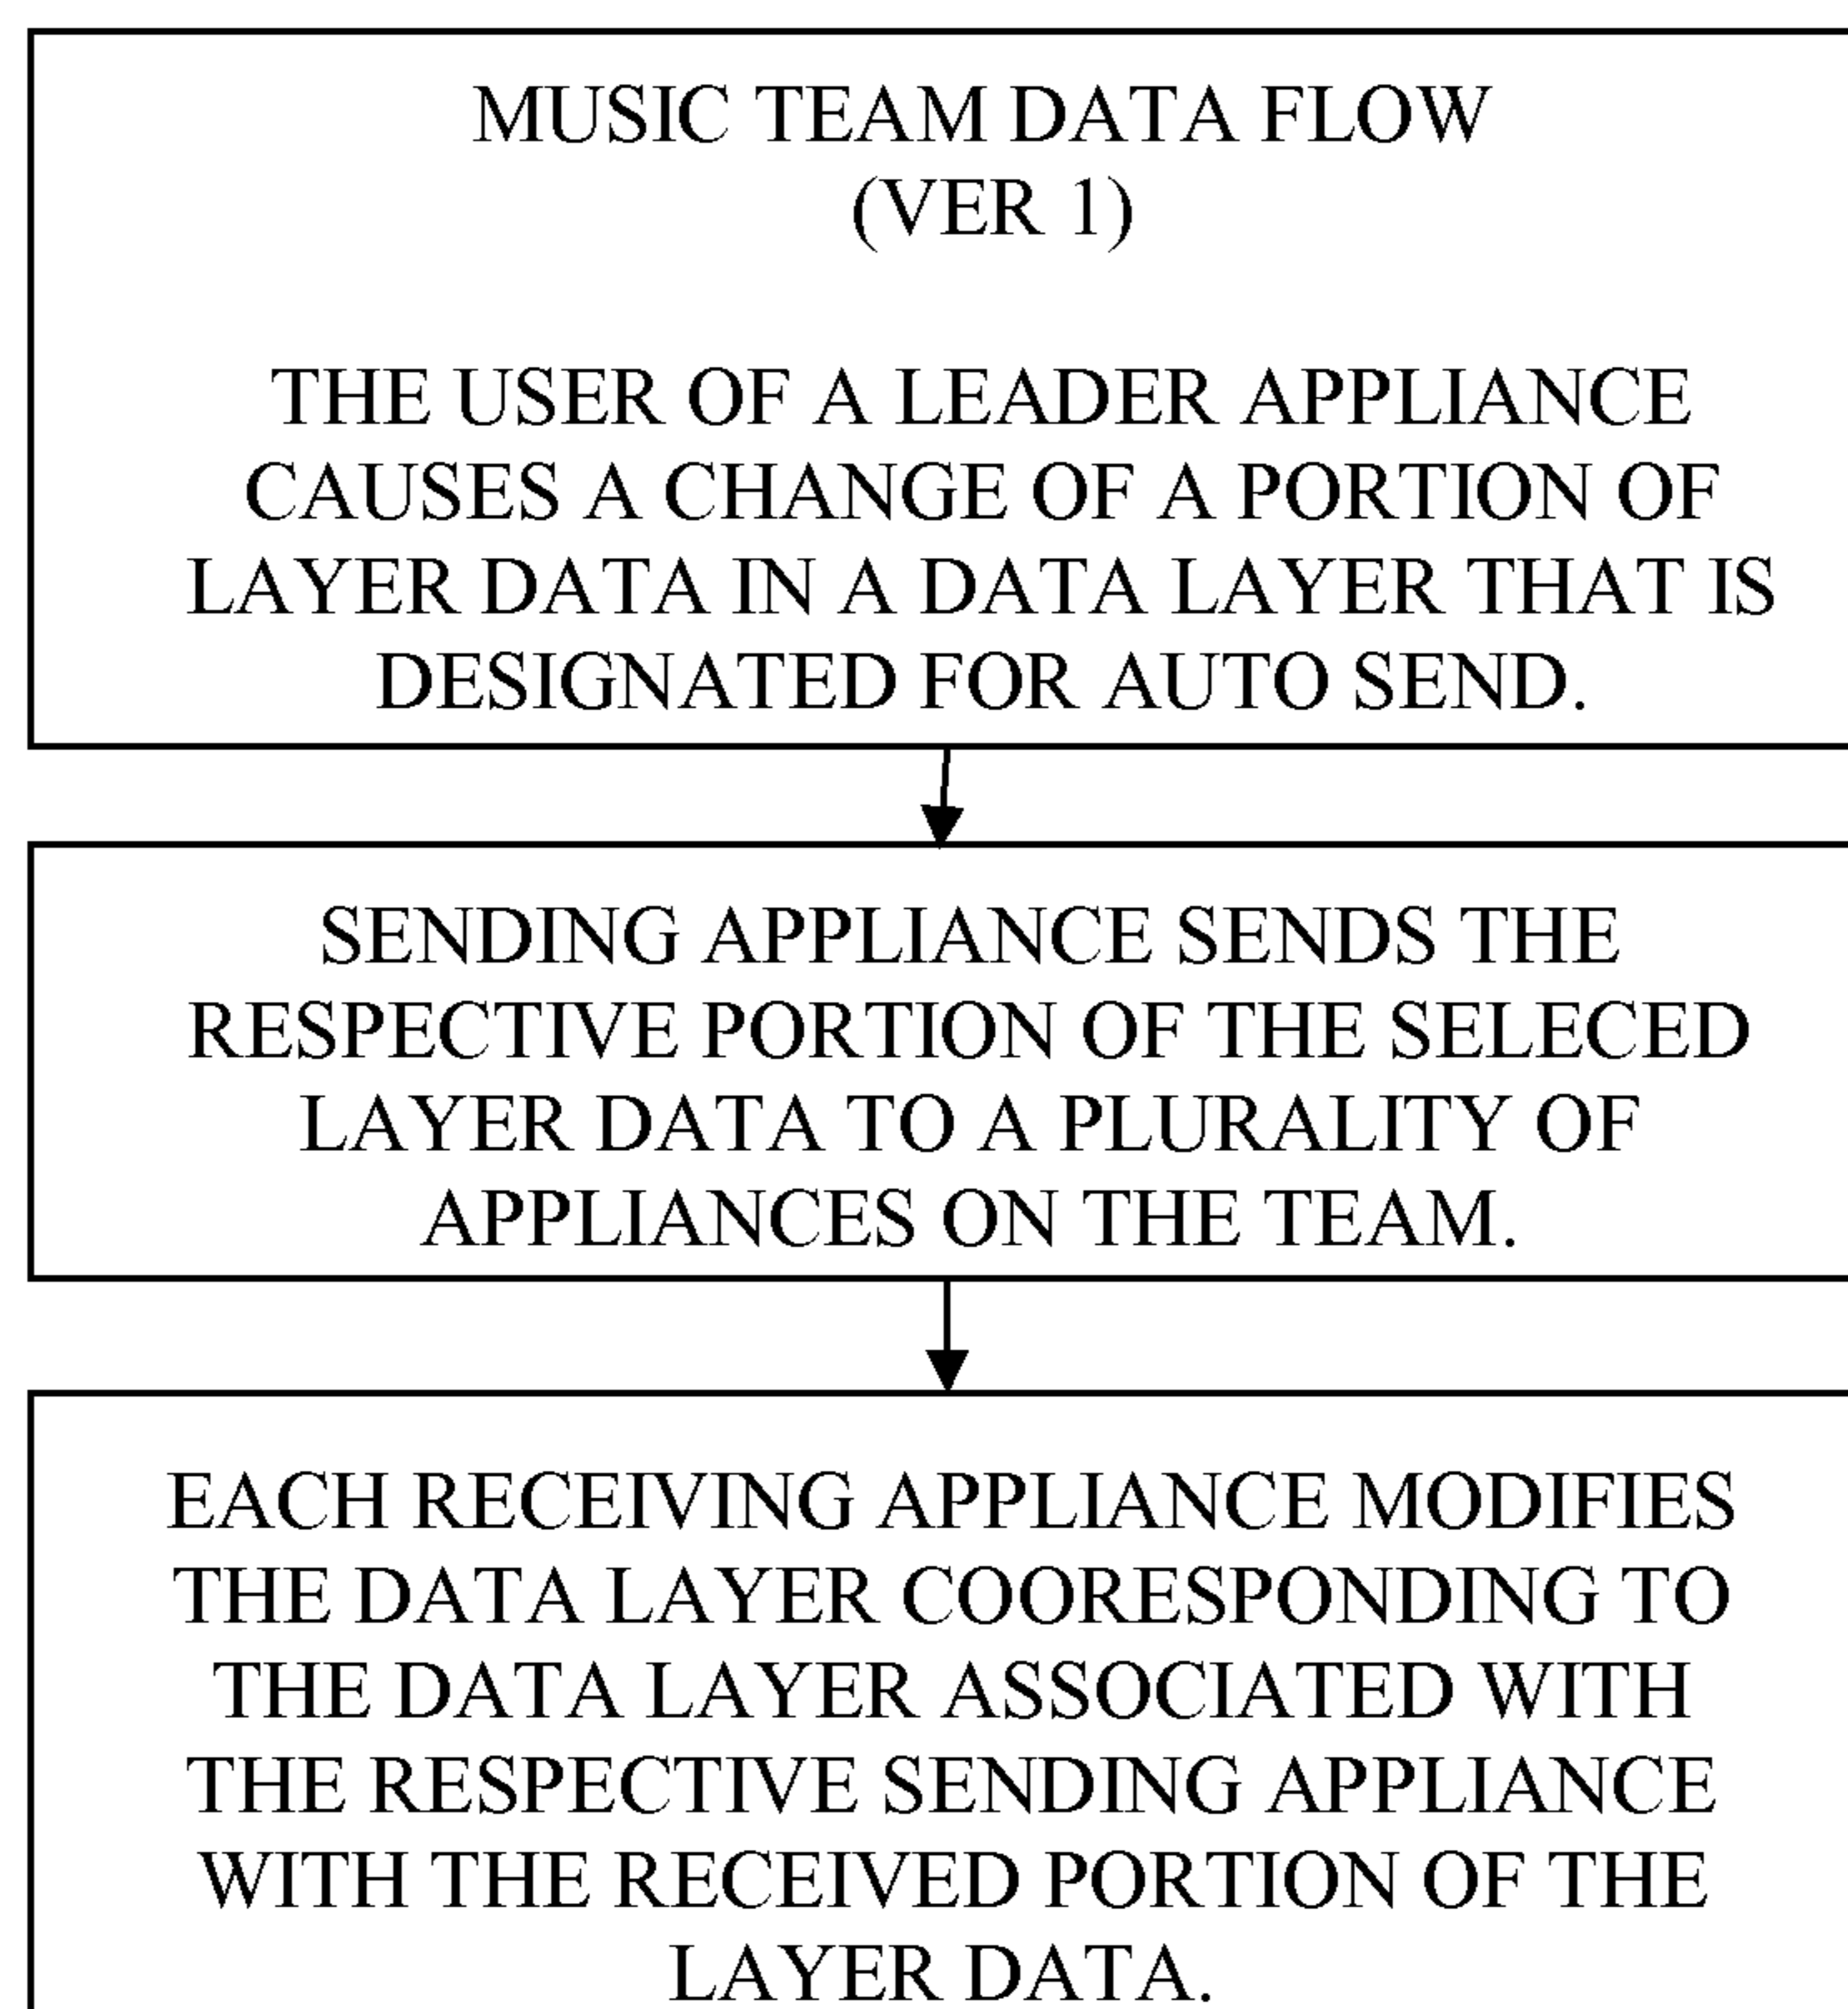 MUSIC TEAM DATA FLOW
(VER 1)
THE USER OF A LEADER APPLIANCE
CAUSES A CHANGE OF A PORTION OF
LAYER DATA IN A DATA LAYER THAT IS
DESIGNATED FOR AUTO SEND.
SENDING APPLIANCE SENDS THE
RESPECTIVE PORTION OF THE SELECED
LAYER DATA TO A PLURALITY OF
APPLIANCES ON THE TEAM.
EACH RECEIVING APPLIANCE MODIFIES
THE DATA LAYER COORESPONDING TO
THE DATA LAYER ASSOCIATED WITH
THE RESPECTIVE SENDING APPLIANCE
WITH THE RECEIVED PORTION OF THE
LAYER DATA.